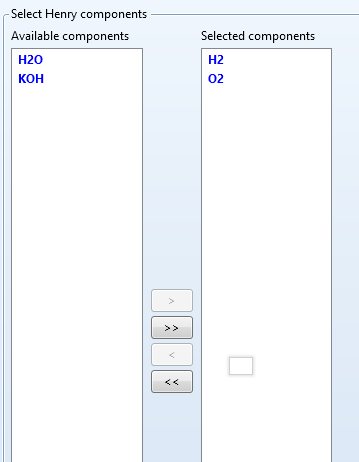 Select Henry components
Available components
Selected components
H2O
KOH
H2
O2
>
>>
<
<<